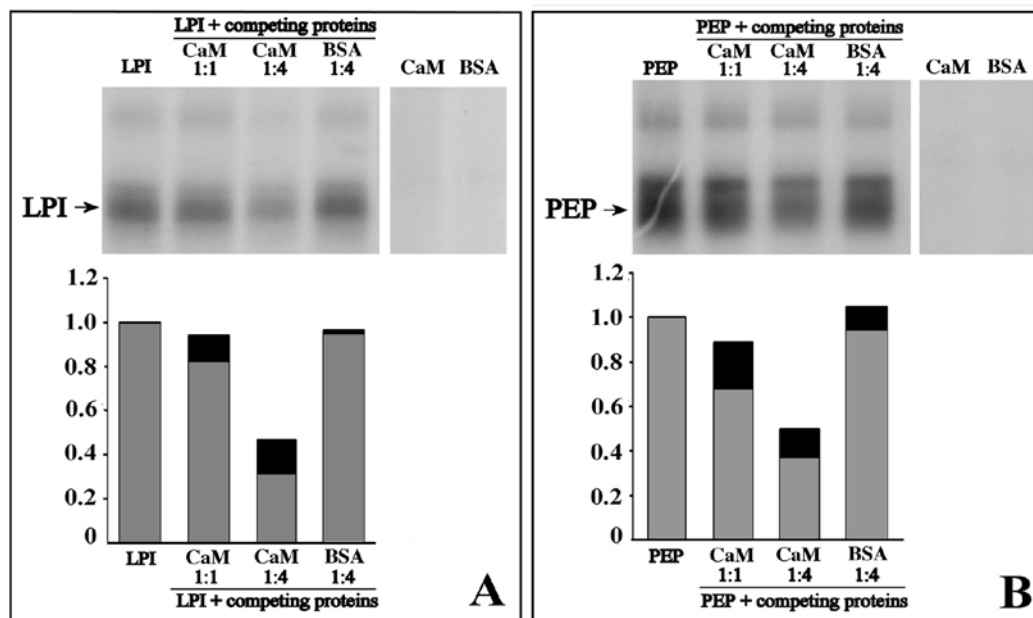 LPI + competing proteins
LPI CaM CaM BSA CaM BSA
1:1 1:4 1:4
LPI
1.2
1.0
0.8
0.6
0.4
0.2
0
LPI CaM CaM BSA
1:1 1:4 1:4
LPI + competing proteins
A
PEP + competing proteins
PEP CaM CaM BSA CaM BSA
1:1 1:4 1:4
PEP
1.2
1.0
0.8
0.6
0.4
0.2
0
PEP CaM CaM BSA
1:1 1:4 1:4
PEP + competing proteins
B